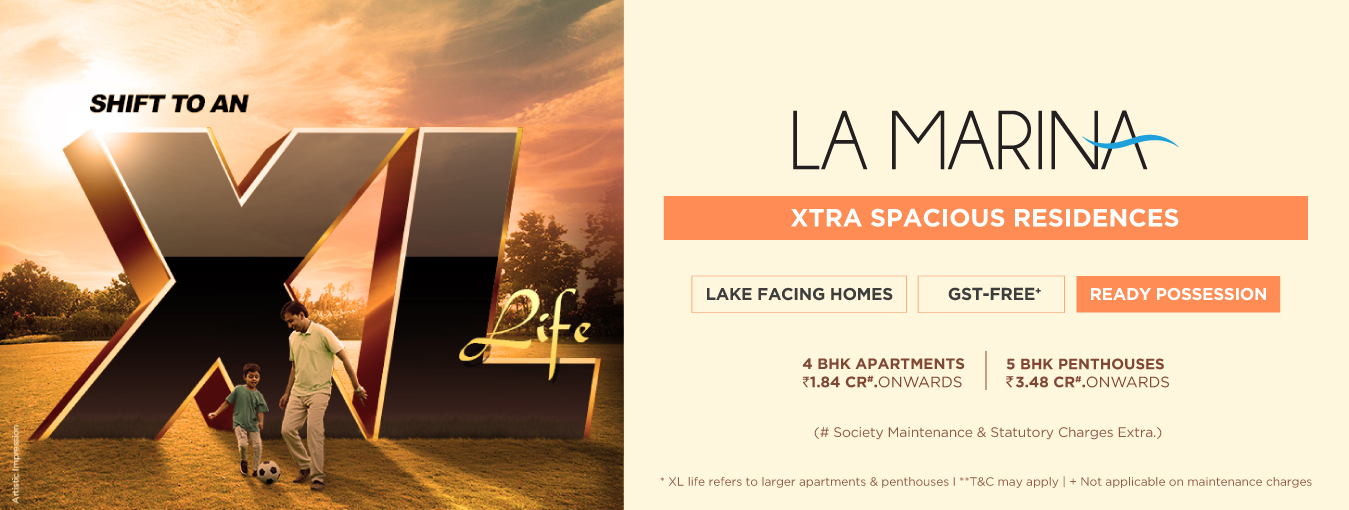 SHIFT TO AN
XL
Life
Artistic Impression
LA MARINA
XTRA SPACIOUS RESIDENCES
LAKE FACING HOMES
GST-FREE+
READY POSSESSION
4 BHK APARTMENTS
₹1.84 CR#.ONWARDS
5 BHK PENTHOUSES
₹3.48 CR#.ONWARDS
(# Society Maintenance & Statutory Charges Extra.)
* XL life refers to larger apartments & penthouses I **T&C may apply | + Not applicable on maintenance charges